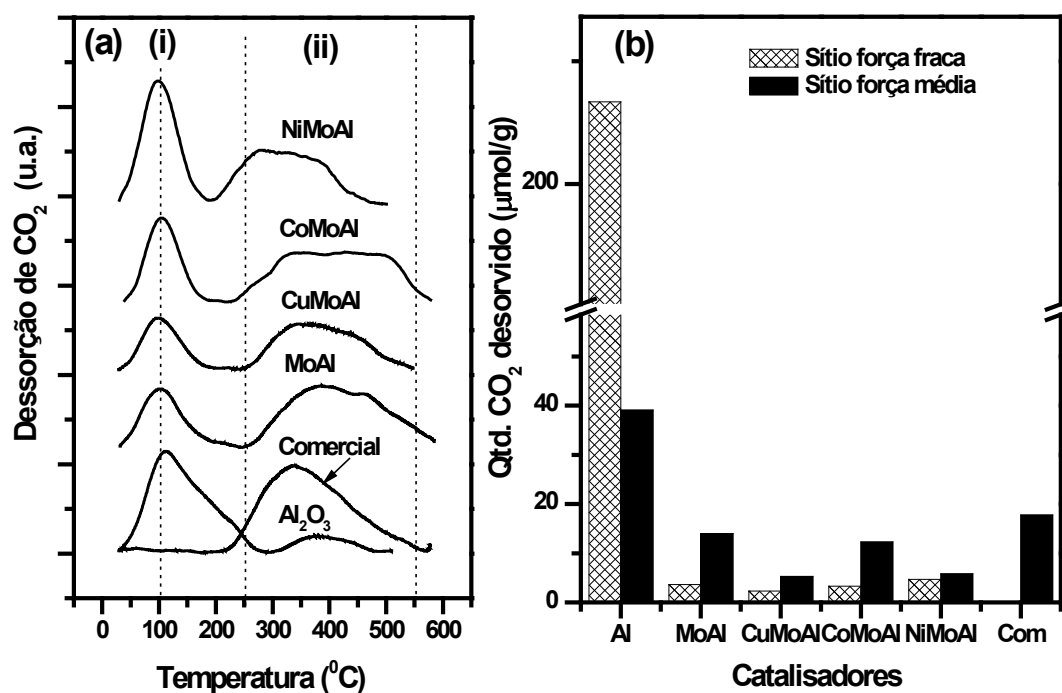 (a)
(i)
(ii)
NiMoAl
CoMoAl
CuMoAl
MoAl
Comercial
Al2O3
Dessorção de CO2 (u.a.)
0 100 200 300 400 500 600
Temperatura (⁰C)
(b)
Sítio força fraca
Sítio força média
Qtd. CO2 desorvido (μmol/g)
200
40
20
0
Al MoAl CuMoAl CoMoAl NiMoAl Com
Catalisadores